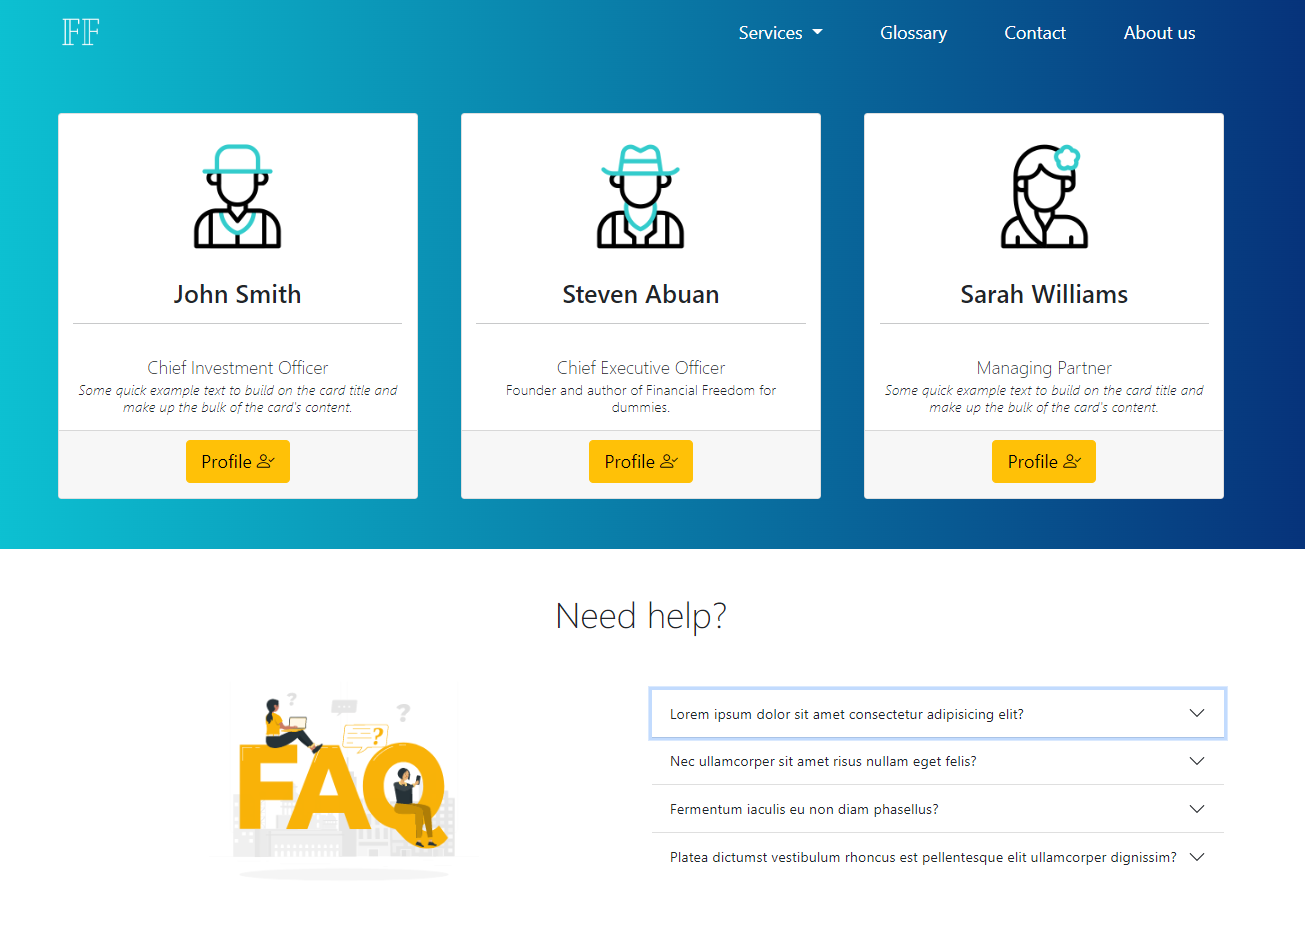 FF
Services
Glossary
Contact
About us
John Smith
Chief Investment Officer
Some quick example text to build on the card title and
make up the bulk of the card's content.
Profile
Steven Abuan
Chief Executive Officer
Founder and author of Financial Freedom for
dummies.
Profile
Sarah Williams
Managing Partner
Some quick example text to build on the card title and
make up the bulk of the card's content.
Profile
Need help?
? ? ?
FAQ
Lorem ipsum dolor sit amet consectetur adipisicing elit?
Nec ullamcorper sit amet risus nullam eget felis?
Fermentum iaculis eu non diam phasellus?
Platea dictumst vestibulum rhoncus est pellentesque elit ullamcorper dignissim?